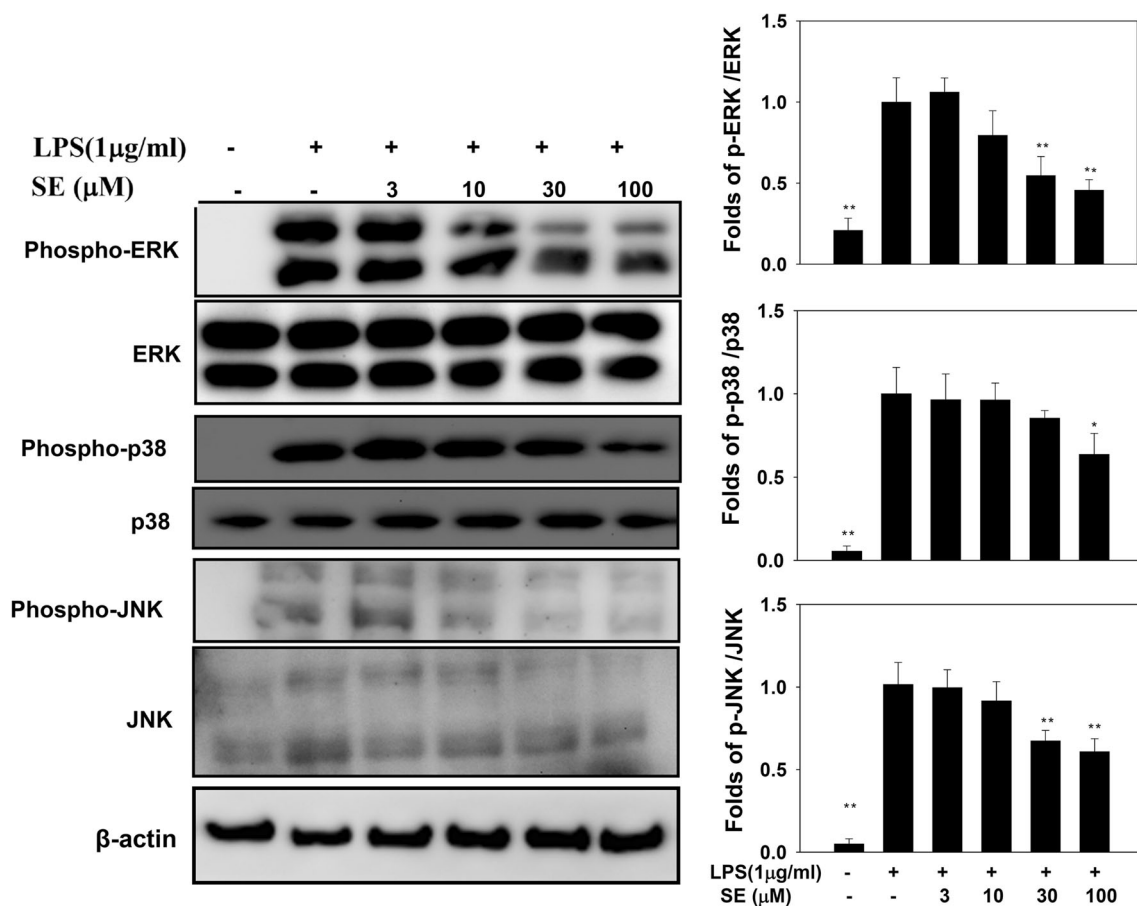 LPS(1μg/ml) - + + + + +
SE (μM) - - 3 10 30 100
Phospho-ERK
ERK
Phospho-p38
p38
Phospho-JNK
JNK
β-actin
Folds of p-ERK /ERK
1.5
1.0
0.5
0.0
**
**
**
Folds of p-p38 /p38
1.5
1.0
0.5
0.0
**
*
Folds of p-JNK /JNK
1.5
1.0
0.5
0.0
**
**
**
LPS(1μg/ml) - + + + + +
SE (μM) - - 3 10 30 100